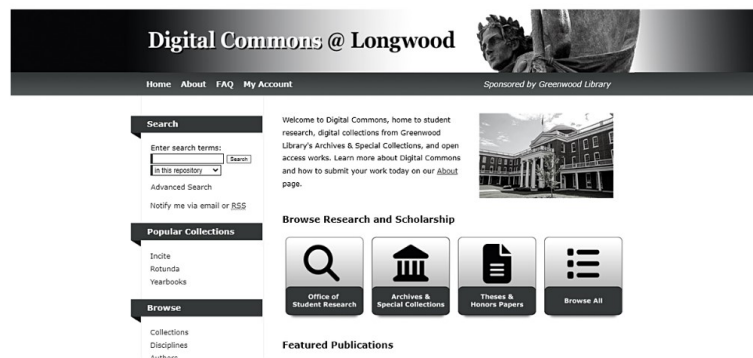 Digital Commons @ Longwood
Home About FAQ My Account
Sponsored by Greenwood Library
Search
Enter search terms:
Search
in this repository
Advanced Search
Notify me via email or RSS
Popular Collections
Incite
Rotunda
Yearbooks
Browse
Collections
Disciplines
Authors
Welcome to Digital Commons, home to student
research, digital collections from Greenwood
Library's Archives & Special Collections, and open
access works. Learn more about Digital Commons
and how to submit your work today on our About
page.
Browse Research and Scholarship
Office of
Student Research
Archives &
Special Collections
Theses &
Honors Papers
Browse All
Featured Publications